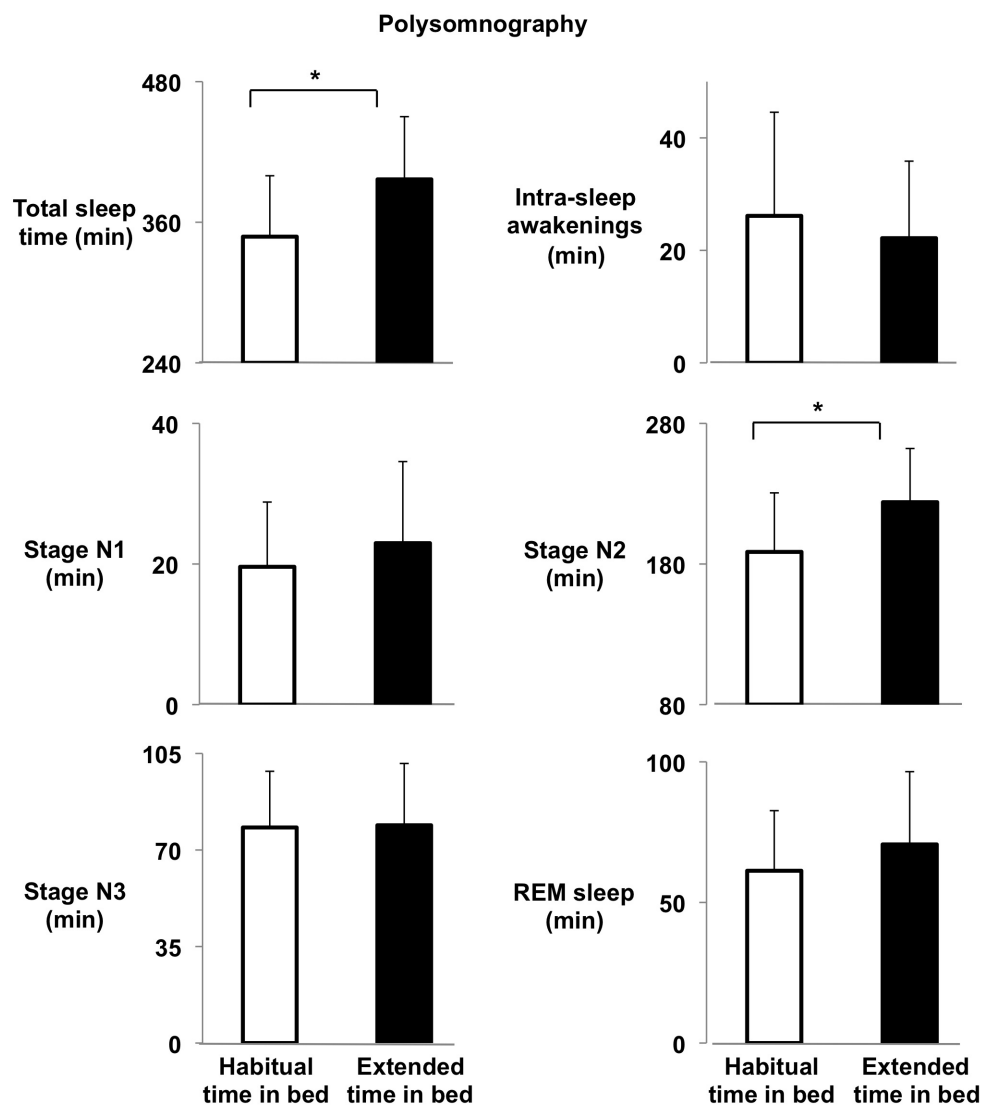 Polysomnography
*
480
360
240
Total sleep
time (min)
40
20
0
Intra-sleep
awakenings
(min)
40
20
0
Stage N1
(min)
*
280
180
80
Stage N2
(min)
105
70
35
0
Stage N3
(min)
100
50
0
REM sleep
(min)
Habitual
time in bed
Extended
time in bed
Habitual
time in bed
Extended
time in bed